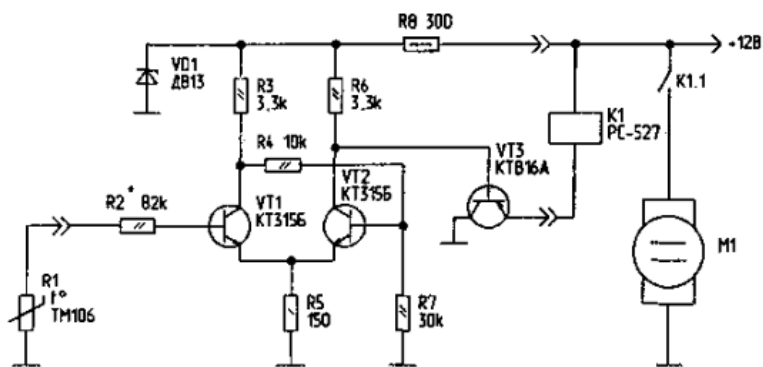 R8 300
+12В
VD1
Д813
R3
3,3k
R6
3,3k
K1.1
K1
РС-527
R4 10k
VT3
КТ816А
R2* 82k
VT1
КТ315Б
VT2
КТ315Б
M1
R1
t°
ТМ106
R5
150
R7
30k